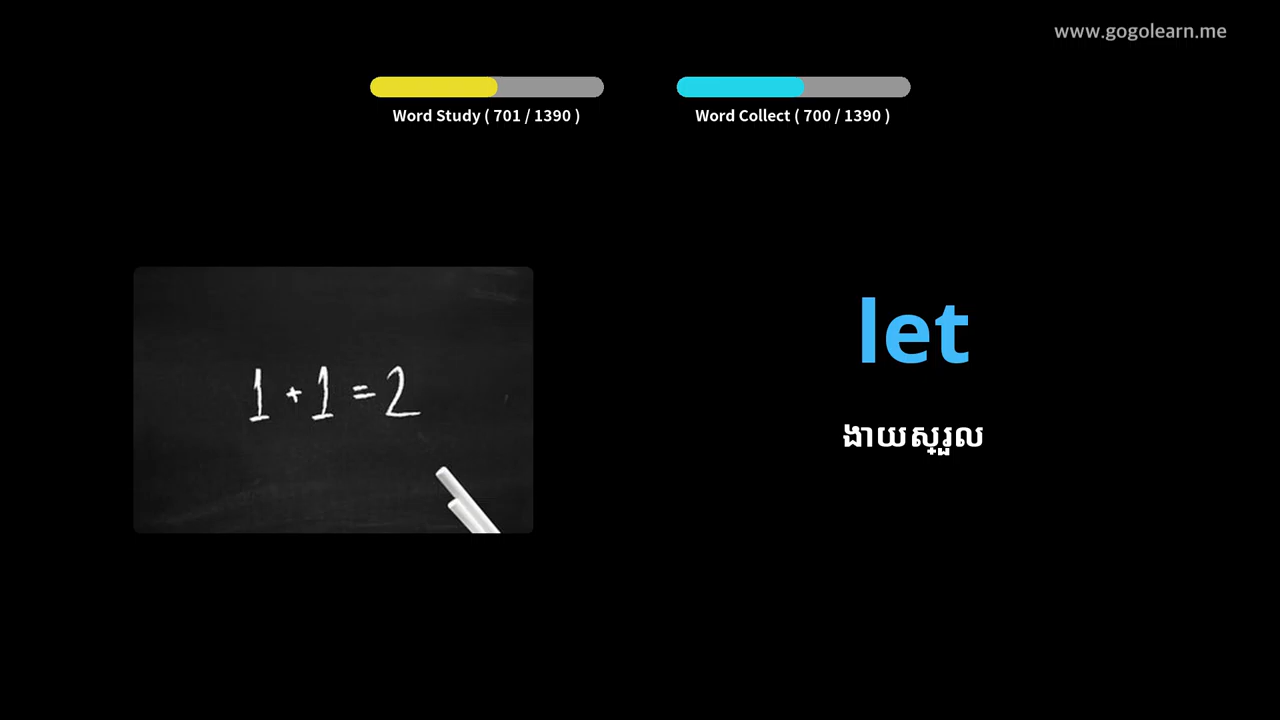 www.gogolearn.me
Word Study ( 701 / 1390 )
Word Collect ( 700 / 1390 )
1 + 1 = 2
let
ងាយស្រួល